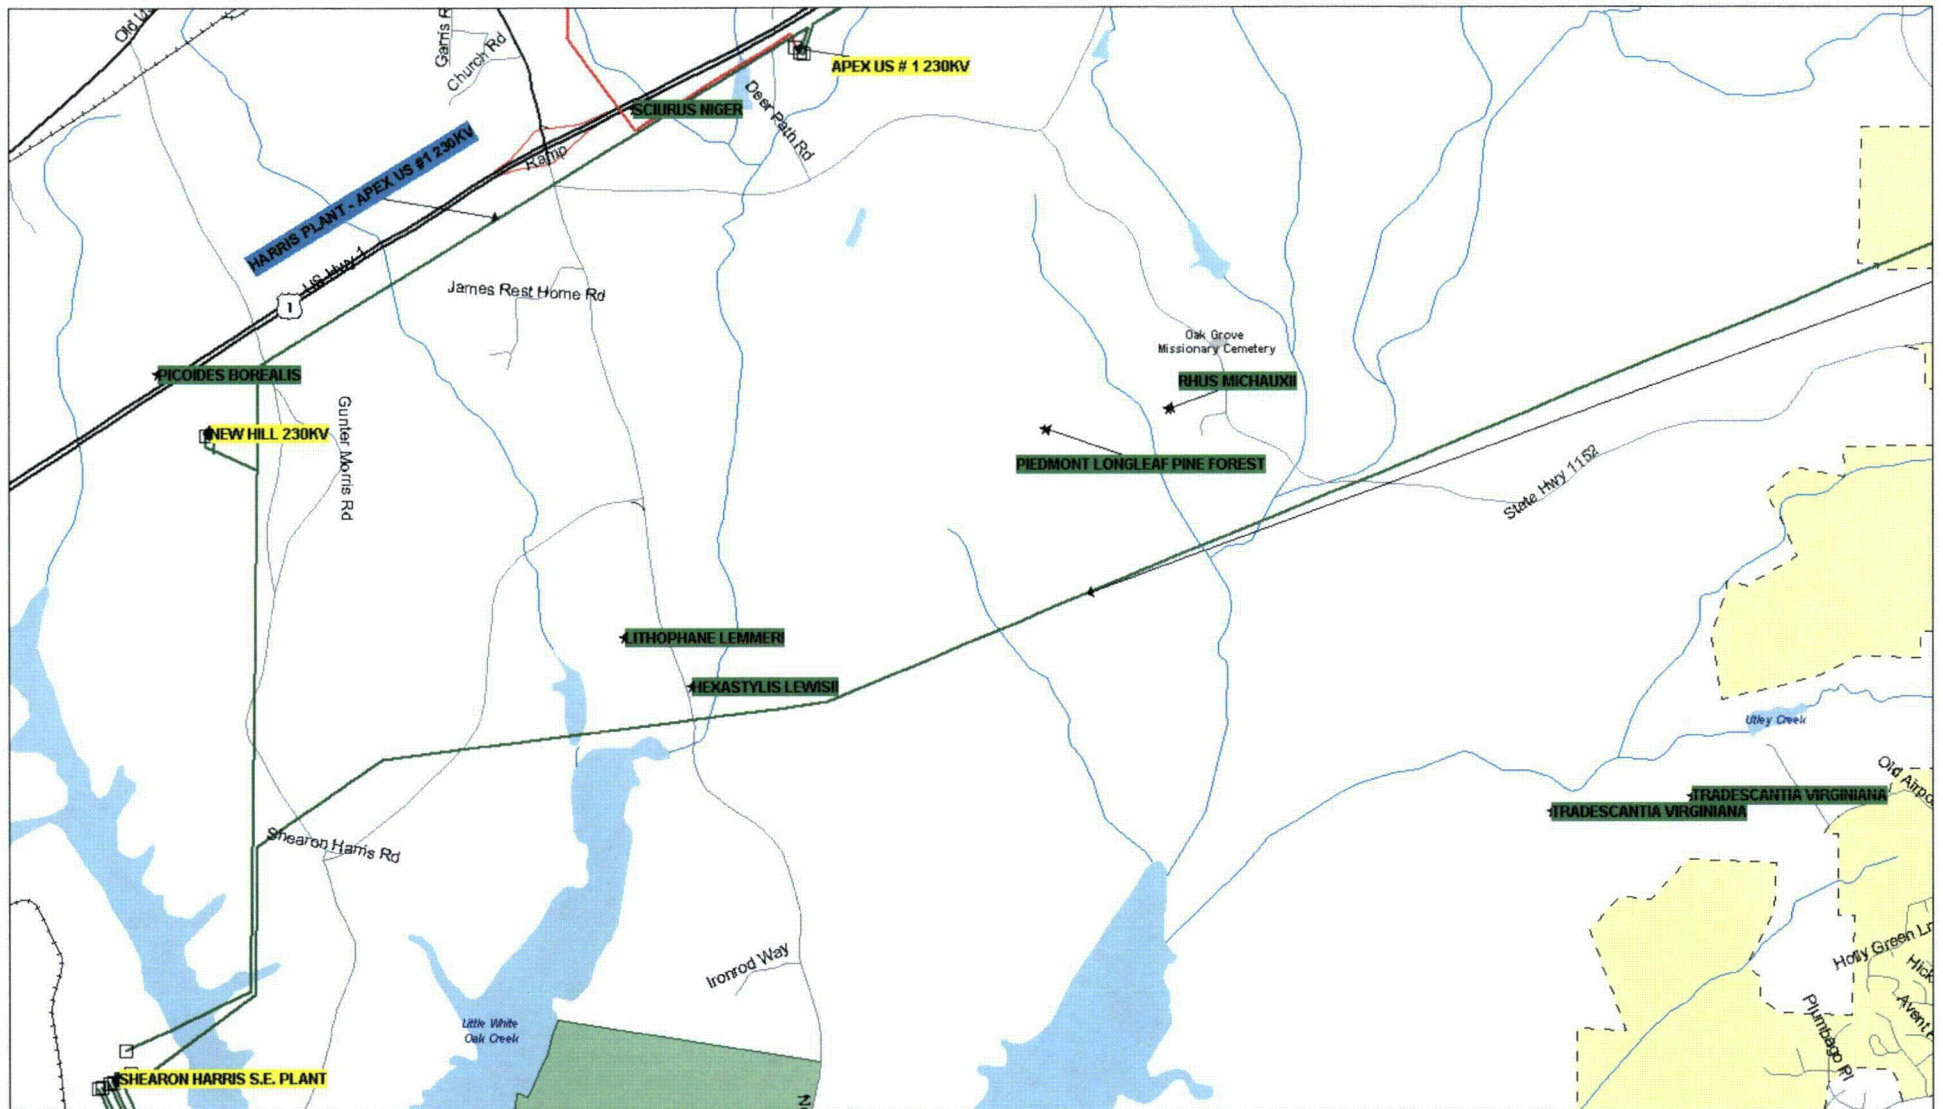 Church Rd
APEX US # 1 230KV
SCIURUS NIGER
Deer Path Rd
Ramp
HARRIS PLANT - APEX US #1 230KV
US Hwy 1
1
James Rest Home Rd
Oak Grove
Missionary Cemetery
PICOIDES BOREALIS
RHUS MICHAUXII
NEW HILL 230KV
Gunter Morris Rd
PIEDMONT LONGLEAF PINE FOREST
State Hwy 1152
LITHOPHANE LEMMERI
HEXASTYLIS LEWISII
Utley Creek
Old Airpo
TRADESCANTIA VIRGINIANA
TRADESCANTIA VIRGINIANA
Shearon Harris Rd
Ironrod Way
Holly Green Ln
Hick
Avent
Plumbago Pl
Little White
Oak Creek
SHEARON HARRIS S.E. PLANT